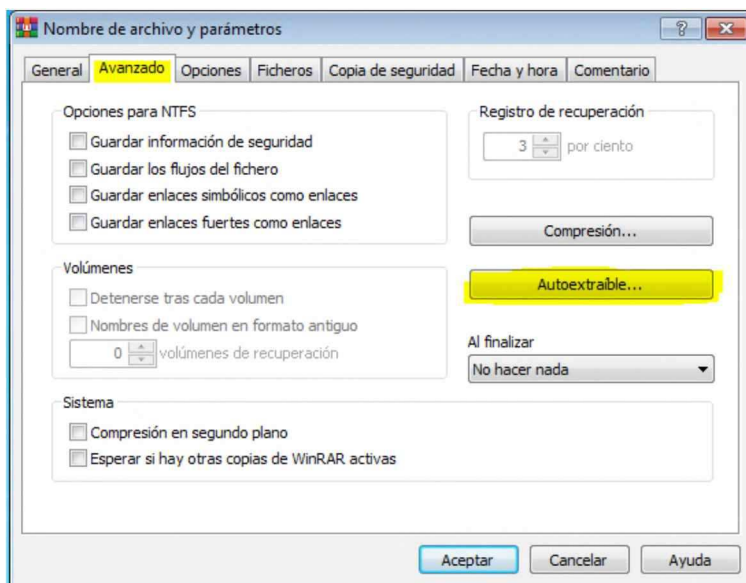 Nombre de archivo y parámetros
General Avanzado Opciones Ficheros Copia de seguridad Fecha y hora Comentario
Opciones para NTFS
Guardar información de seguridad
Guardar los flujos del fichero
Guardar enlaces simbólicos como enlaces
Guardar enlaces fuertes como enlaces
Registro de recuperación
3 por ciento
Compresión...
Volúmenes
Detenerse tras cada volumen
Nombres de volumen en formato antiguo
0 volúmenes de recuperación
Autoextraíble...
Al finalizar
No hacer nada
Sistema
Compresión en segundo plano
Esperar si hay otras copias de WinRAR activas
Aceptar Cancelar Ayuda